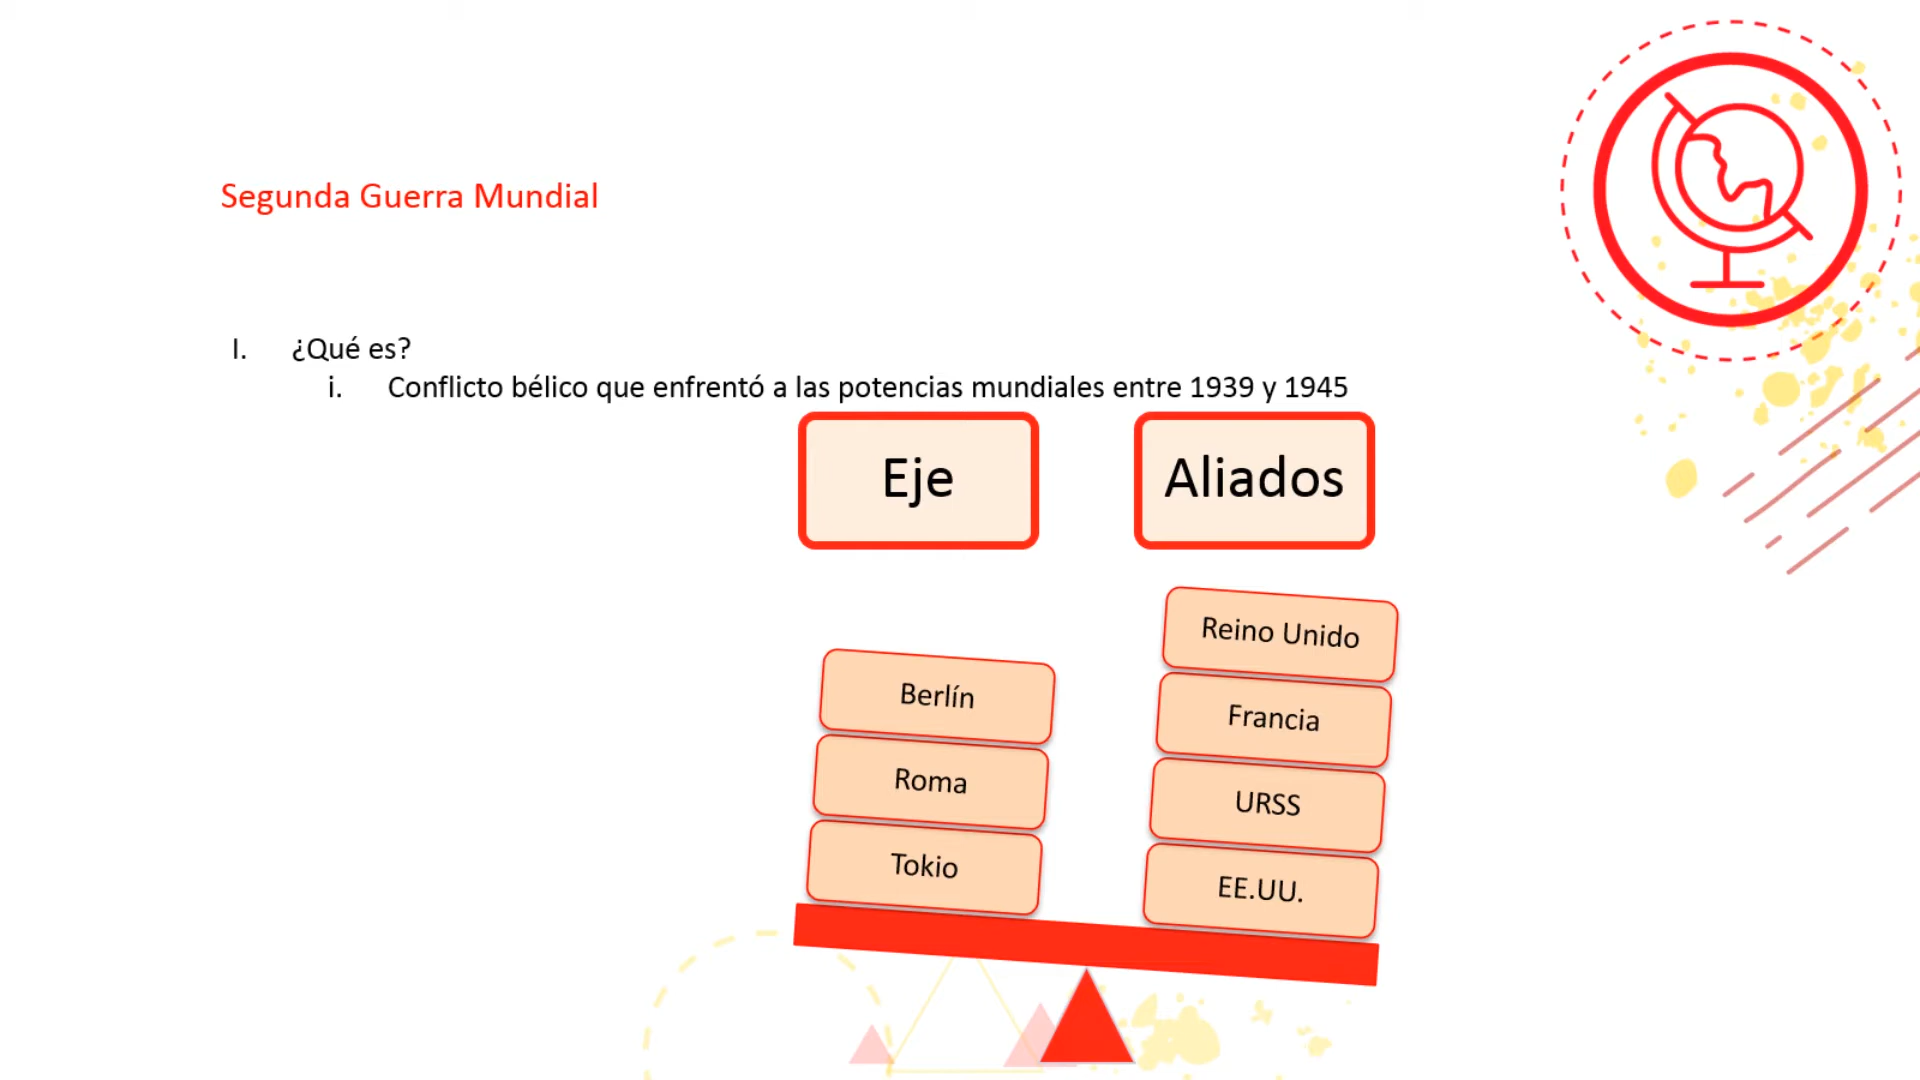 Segunda Guerra Mundial
I. ¿Qué es?
i. Conflicto bélico que enfrentó a las potencias mundiales entre 1939 y 1945
Eje
Berlín
Roma
Tokio
Aliados
Reino Unido
Francia
URSS
EE.UU.